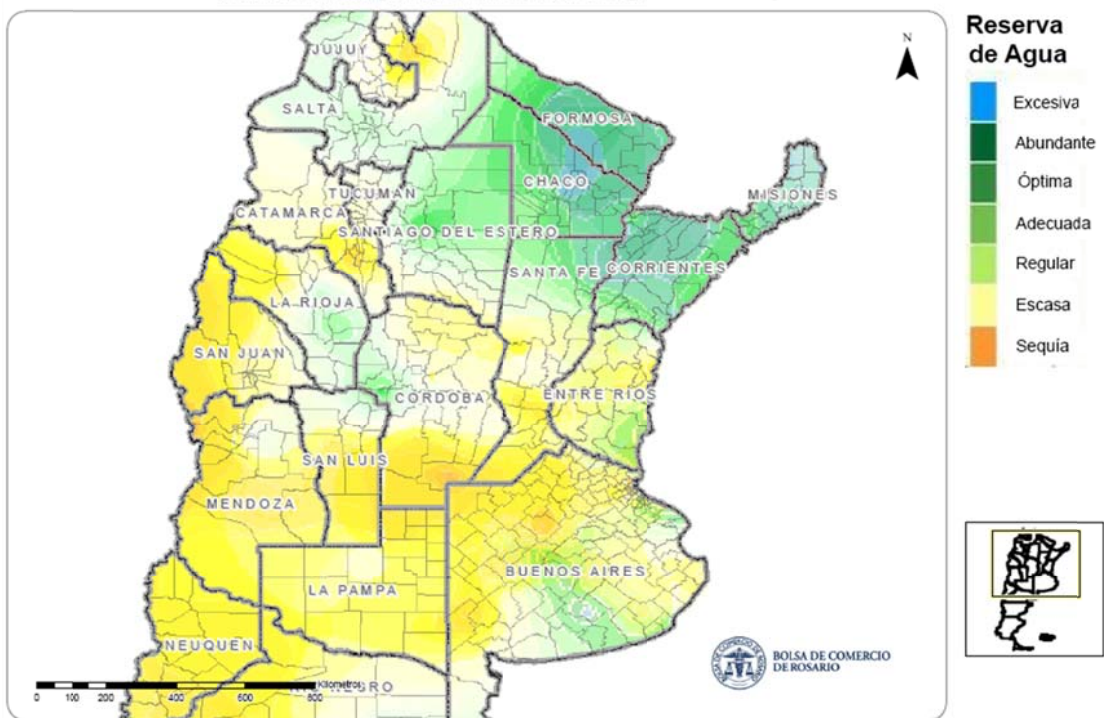 N
JUJUY
SALTA
FORMOSA
CHACO
MISIONES
TUCUMAN
CATAMARCA
SANTIAGO DEL ESTERO
SANTA FE
CORRIENTES
LA RIOJA
SAN JUAN
CORDOBA
ENTRE RIOS
SAN LUIS
MENDOZA
BUENOS AIRES
LA PAMPA
NEUQUEN
RIO NEGRO
0 100 200 400 600 800
Kilometros
BOLSA DE COMERCIO
DE ROSARIO
Reserva
de Agua
Excesiva
Abundante
Óptima
Adecuada
Regular
Escasa
Sequía